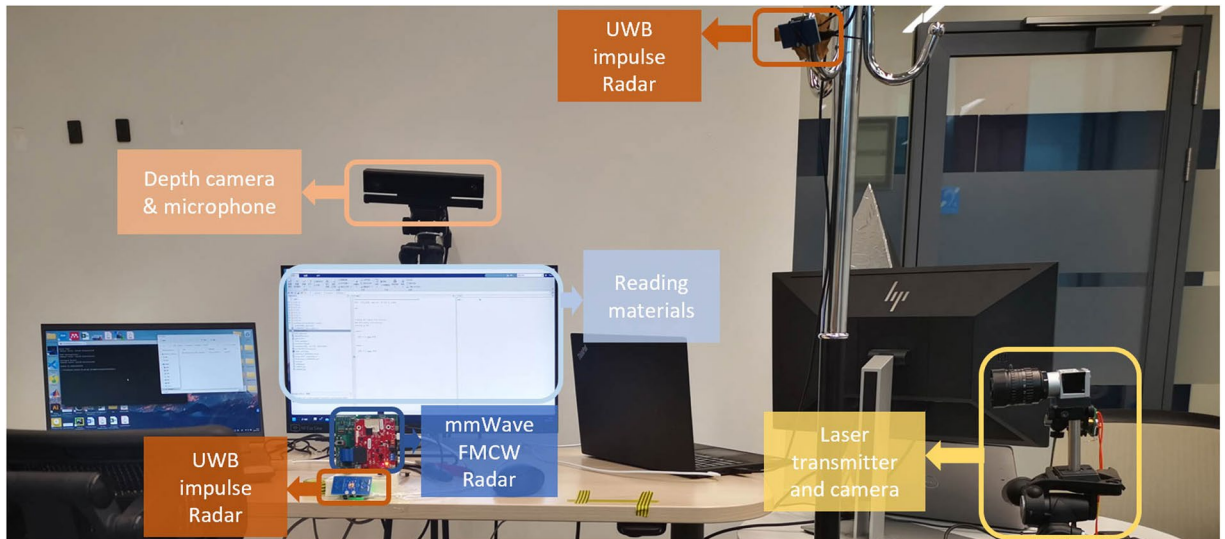 UWB
impulse
Radar
Depth camera
& microphone
Reading
materials
hp
mmWave
FMCW
Radar
UWB
impulse
Radar
Laser
transmitter
and camera